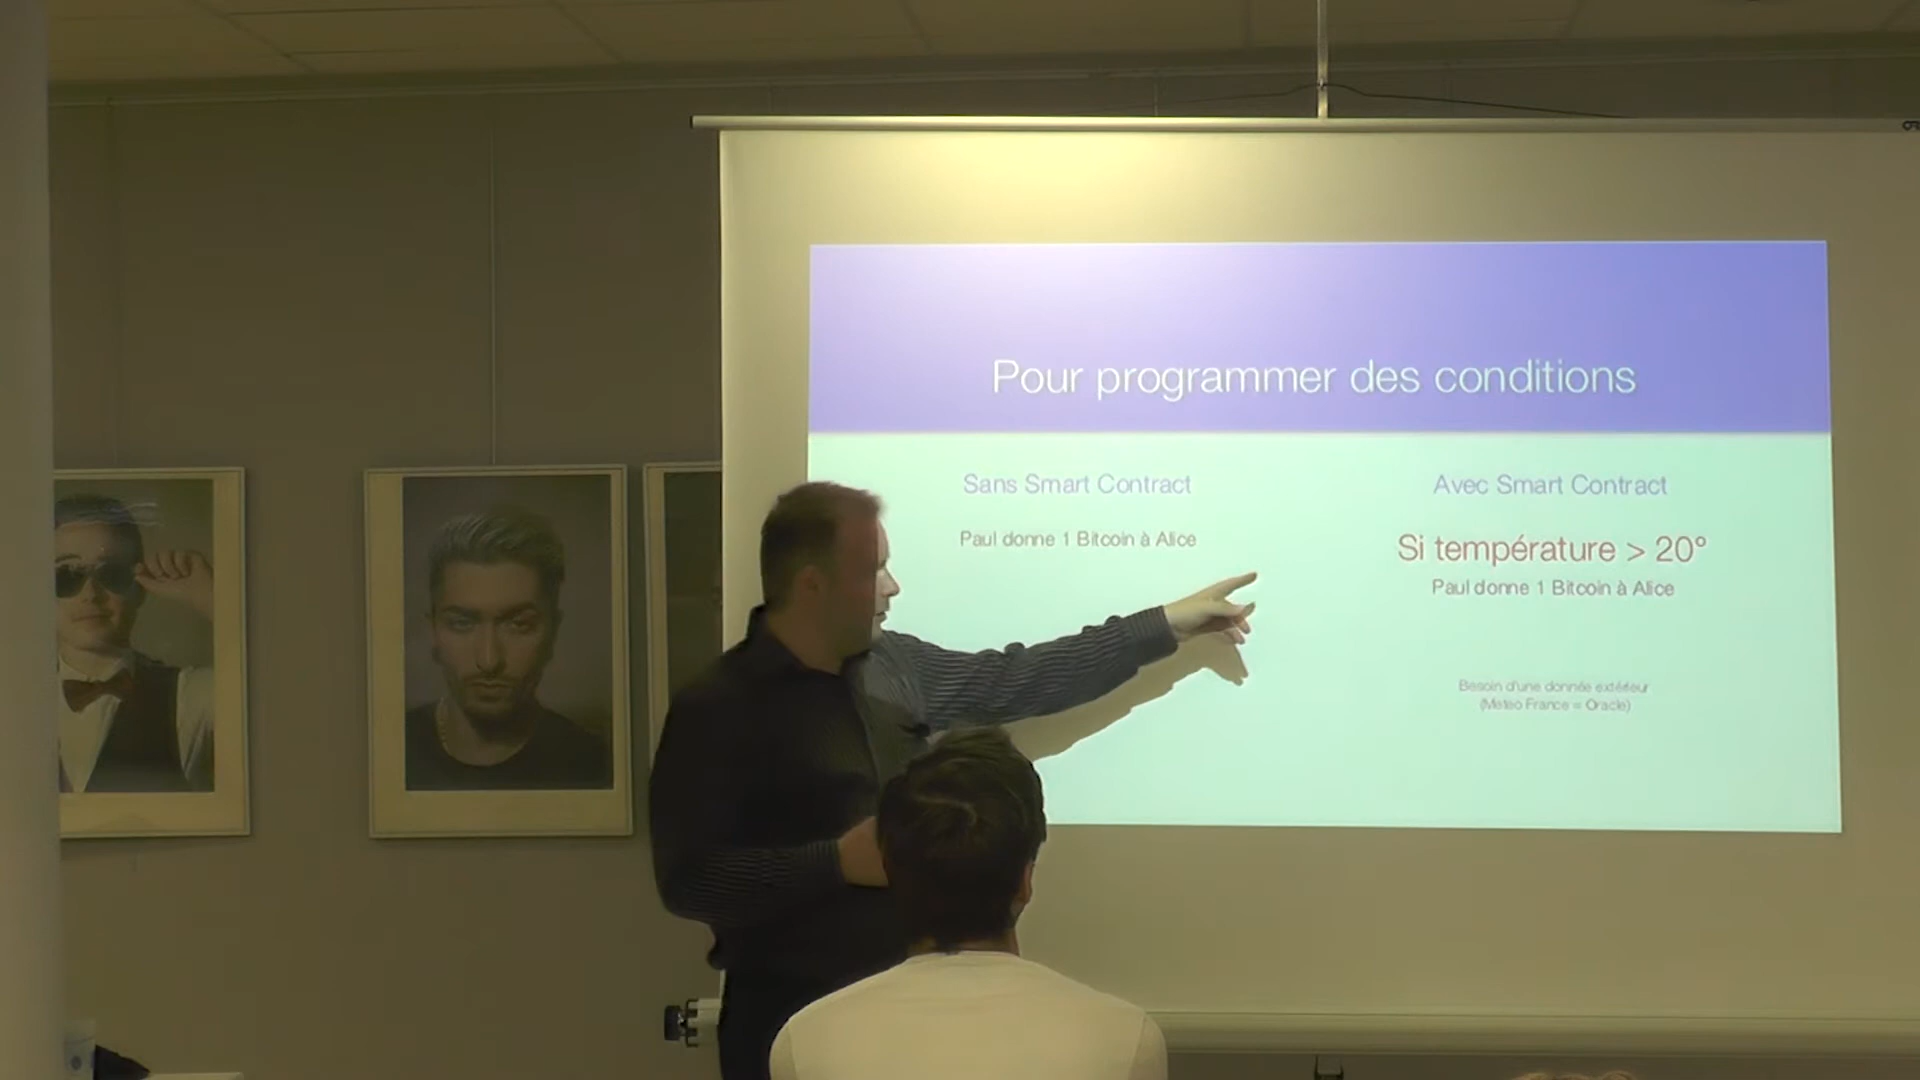 Pour programmer des conditions
Sans Smart Contract
Paul donne 1 Bitcoin à Alice
Avec Smart Contract
Si température > 20°
Paul donne 1 Bitcoin à Alice
Besoin d'une donnée extérieur
(Meteo France = Oracle)